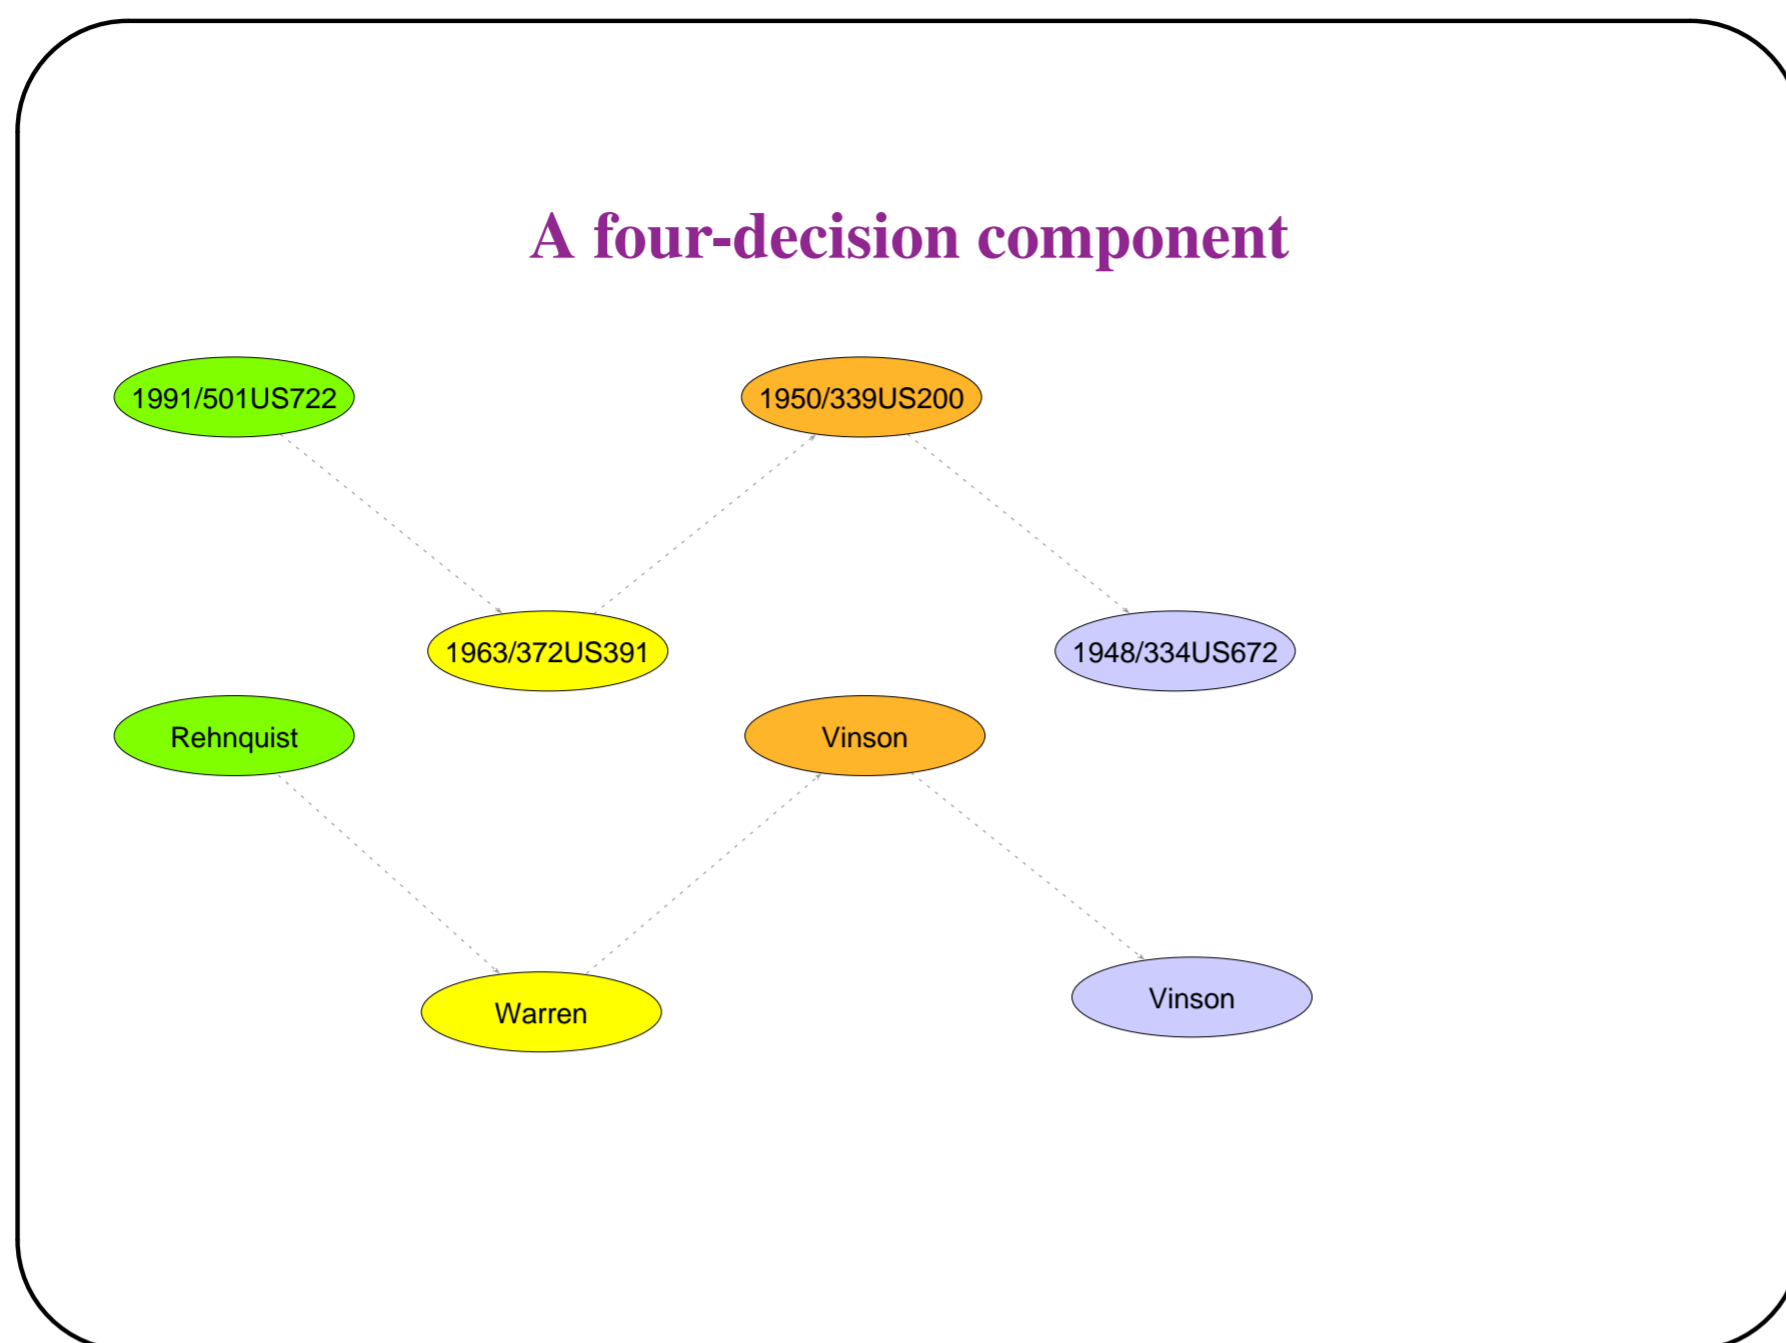 A four-decision component
1991/501US722
1950/339US200
1963/372US391
1948/334US672
Rehnquist
Vinson
Warren
Vinson